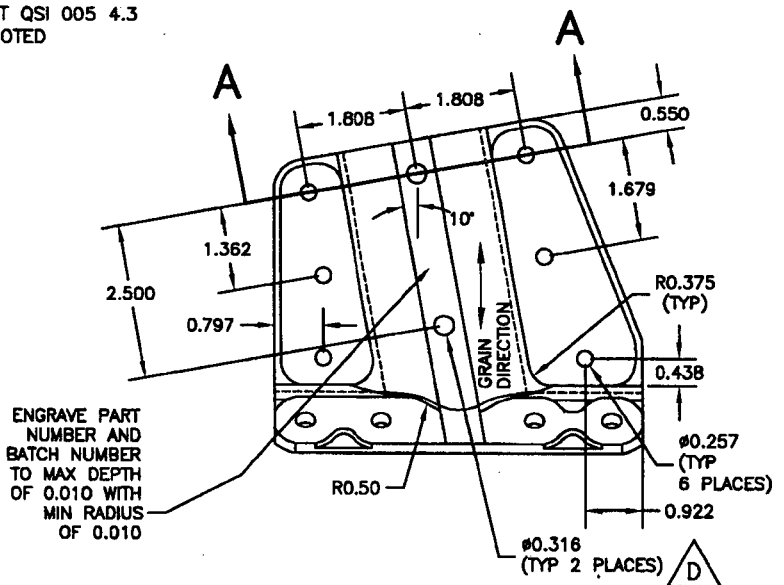 T QSI 005 4.3
OTED
A
A
1.808
1.808
0.550
1.679
10°
1.362
2.500
0.797
R0.375
(TYP)
GRAIN
DIRECTION
0.438
ENGRAVE PART
NUMBER AND
BATCH NUMBER
TO MAX DEPTH
OF 0.010 WITH
MIN RADIUS
OF 0.010
R0.50
ø0.257
(TYP
6 PLACES)
0.922
ø0.316
(TYP 2 PLACES)
D